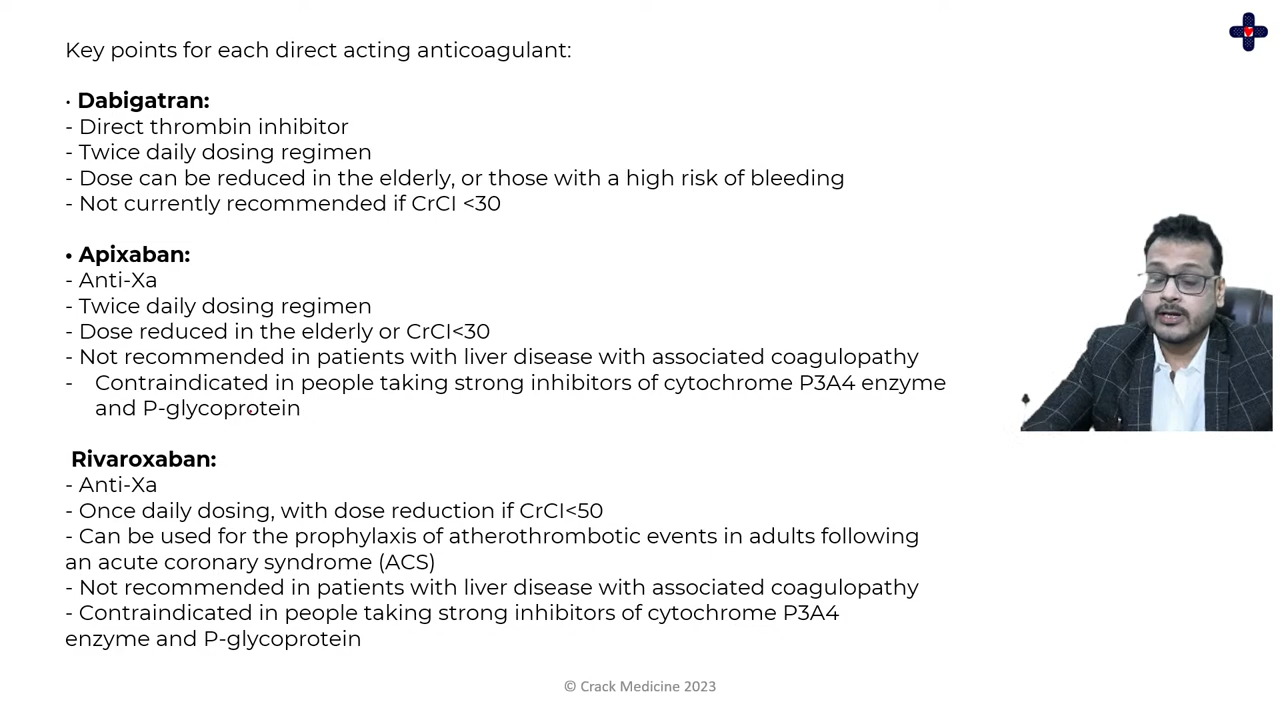 Key points for each direct acting anticoagulant:
· Dabigatran:
- Direct thrombin inhibitor
- Twice daily dosing regimen
- Dose can be reduced in the elderly, or those with a high risk of bleeding
- Not currently recommended if CrCI <30
• Apixaban:
- Anti-Xa
- Twice daily dosing regimen
- Dose reduced in the elderly or CrCI<30
- Not recommended in patients with liver disease with associated coagulopathy
- Contraindicated in people taking strong inhibitors of cytochrome P3A4 enzyme
and P-glycoprotein
Rivaroxaban:
- Anti-Xa
- Once daily dosing, with dose reduction if CrCI<50
- Can be used for the prophylaxis of atherothrombotic events in adults following
an acute coronary syndrome (ACS)
- Not recommended in patients with liver disease with associated coagulopathy
- Contraindicated in people taking strong inhibitors of cytochrome P3A4
enzyme and P-glycoprotein
© Crack Medicine 2023